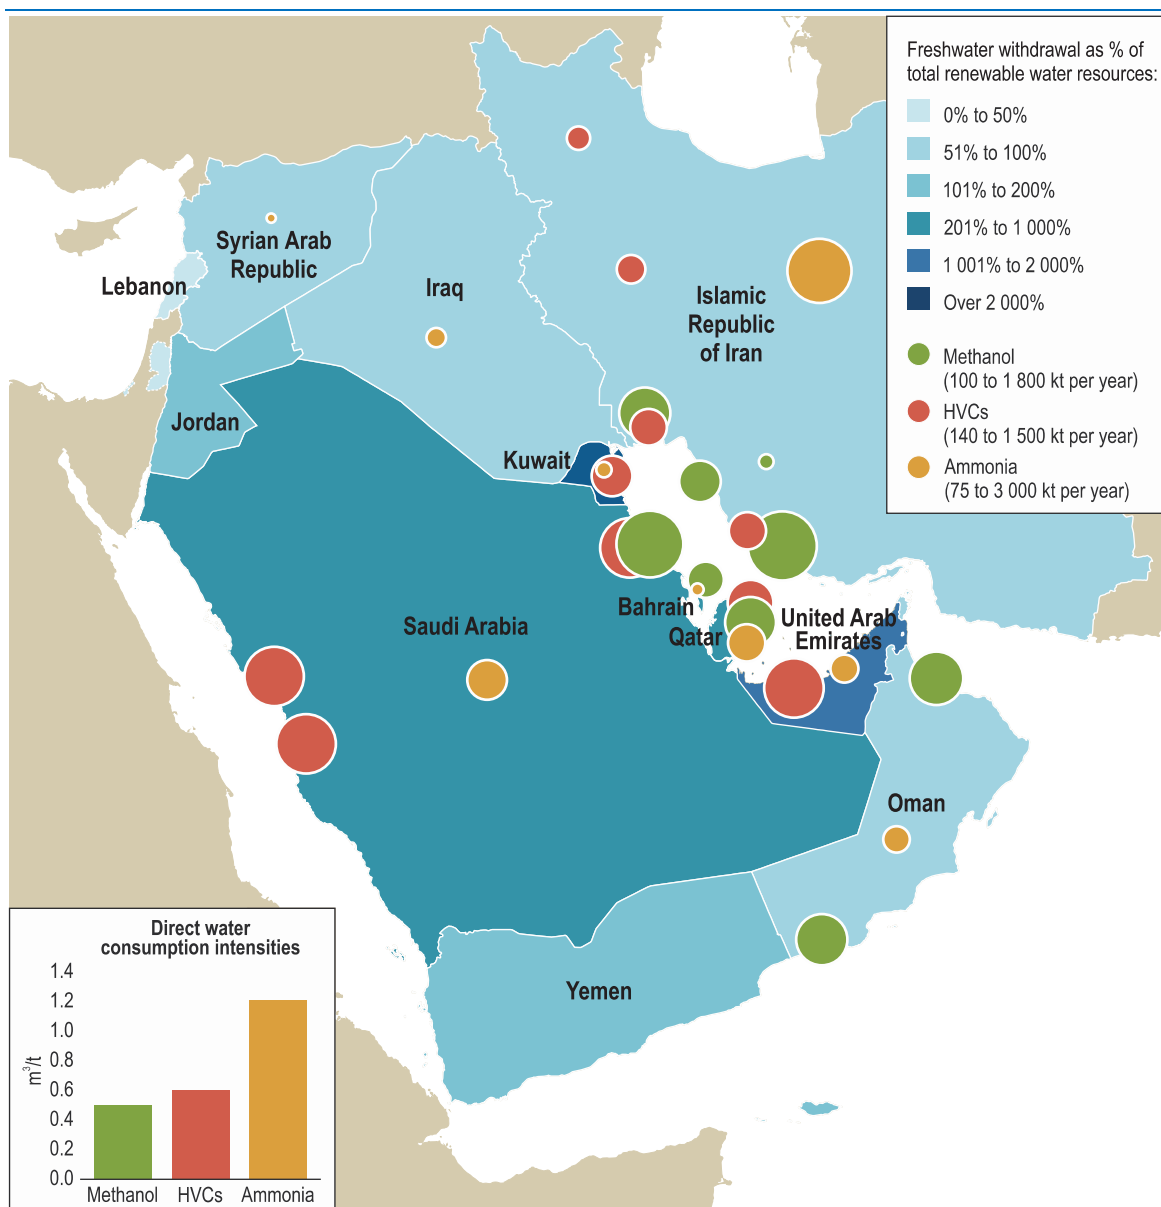 Freshwater withdrawal as % of
total renewable water resources:
0% to 50%
51% to 100%
101% to 200%
201% to 1 000%
1 001% to 2 000%
Over 2 000%
Methanol
(100 to 1 800 kt per year)
HVCs
(140 to 1 500 kt per year)
Ammonia
(75 to 3 000 kt per year)
Syrian Arab
Republic
Lebanon
Iraq
Islamic
Republic
of Iran
Jordan
Kuwait
Bahrain
Qatar
United Arab
Emirates
Saudi Arabia
Oman
Yemen
Direct water
consumption intensities
1.4
1.2
1.0
0.8
0.6
0.4
0.2
0.0
m³/t
Methanol
HVCs
Ammonia